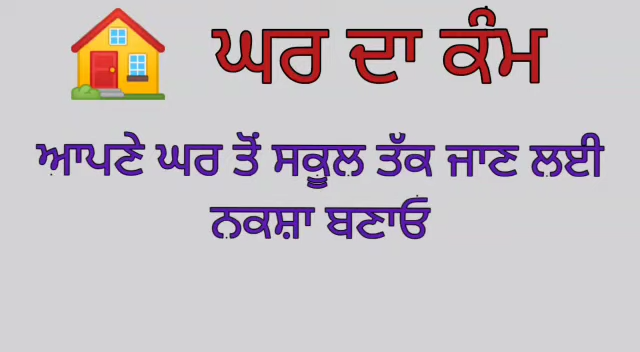 ਘਰ ਦਾ ਕੰਮ
ਆਪਣੇ ਘਰ ਤੋਂ ਸਕੂਲ ਤੱਕ ਜਾਣ ਲਈ
ਨਕਸ਼ਾ ਬਣਾਓ